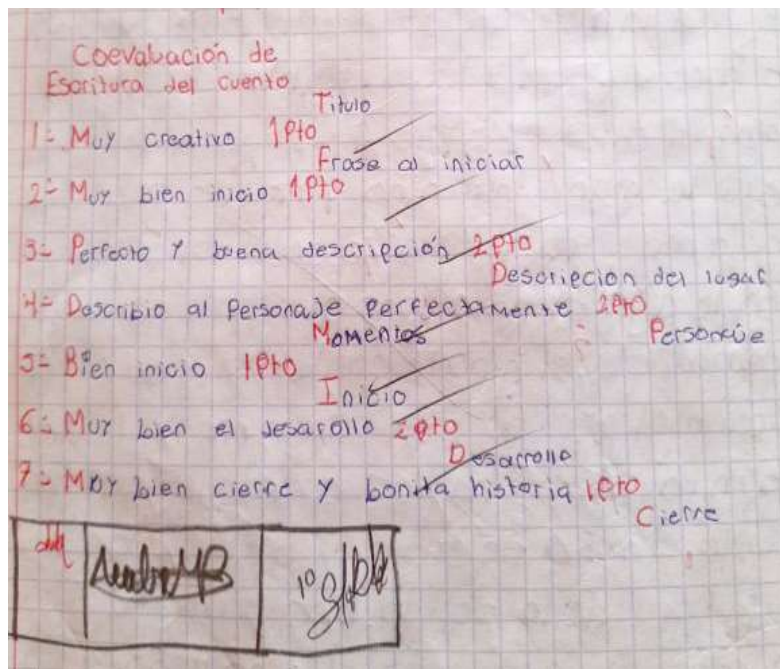 Coevaluación de
Escritura del cuento
Titulo
1- Muy creativo 1pto
Frase al iniciar
2- Muy bien inicio 1pto
3- Perfecto y buena descripción 2pto
Descripcion del lugar
4- Describio al Personaje Perfectamente 2pto
Momentos Personaje
5- Bien inicio 1pto
Inicio
6- Muy bien el desarollo 2pto
Desarrollo
7- Muy bien cierre y bonita historia 1pto
Cierre